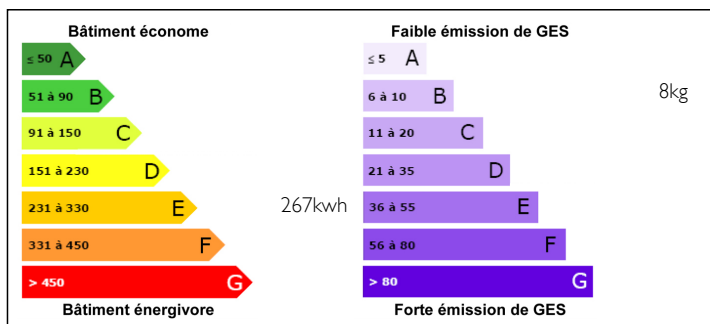 Bâtiment économe
≤ 50 A
51 à 90 B
91 à 150 C
151 à 230 D
231 à 330 E
267kwh
331 à 450 F
> 450 G
Bâtiment énergivore
Faible émission de GES
≤ 5 A
6 à 10 B
8kg
11 à 20 C
21 à 35 D
36 à 55 E
56 à 80 F
> 80 G
Forte émission de GES